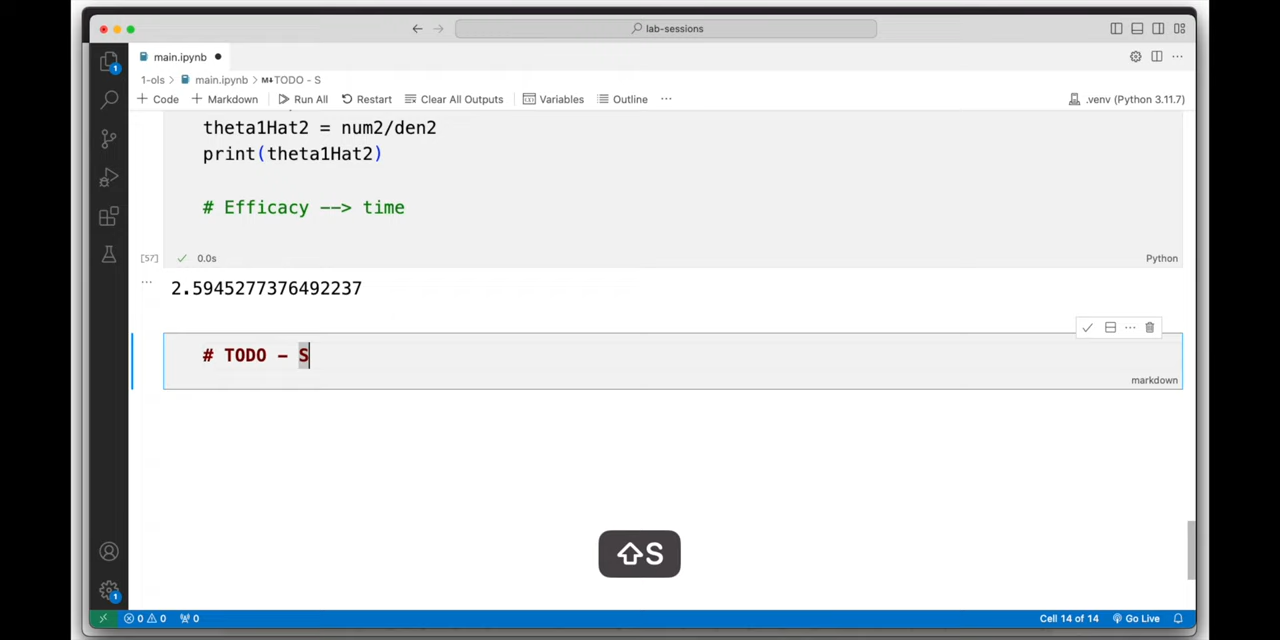 lab-sessions
main.ipynb
1-ols > main.ipynb > M↓ TODO - S
+ Code + Markdown Run All Restart Clear All Outputs Variables Outline ... .venv (Python 3.11.7)
theta1Hat2 = num2/den2
print(theta1Hat2)
# Efficacy --> time
[57] 0.0s Python
2.5945277376492237
# TODO - S
markdown
⇧S
1
1
0 0 0 Cell 14 of 14 Go Live